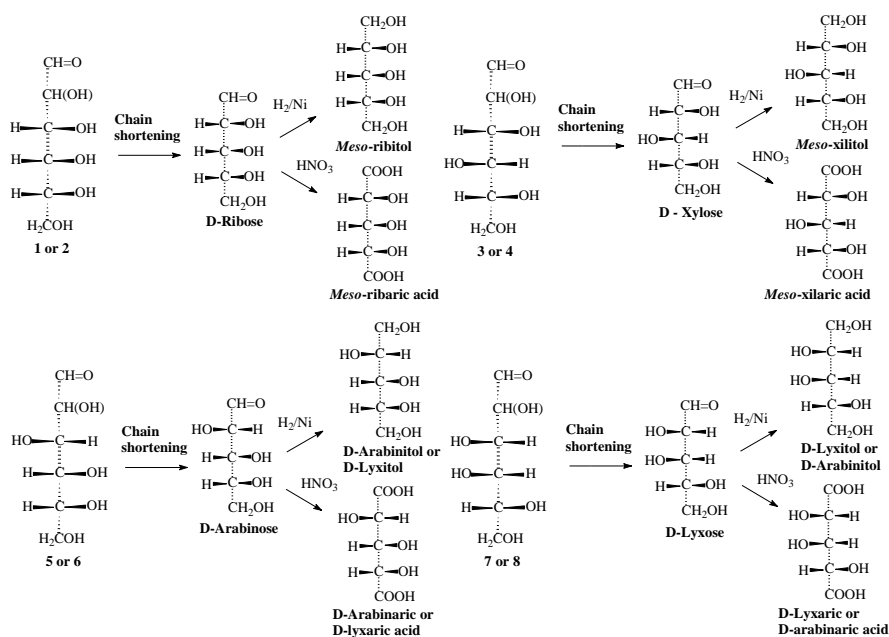 CH=O
CH(OH)
H C OH
H C OH
H C OH
H₂COH
1 or 2
Chain
shortening
CH=O
H C OH
H C OH
H C OH
CH₂OH
D-Ribose
H₂/Ni
HNO₃
CH₂OH
H C OH
H C OH
H C OH
CH₂OH
Meso-ribitol
COOH
H C OH
H C OH
H C OH
COOH
Meso-ribaric acid
CH=O
CH(OH)
H C OH
HO C H
H C OH
H₂COH
3 or 4
Chain
shortening
CH=O
H C OH
HO C H
H C OH
CH₂OH
D - Xylose
H₂/Ni
HNO₃
CH₂OH
H C OH
HO C H
H C OH
CH₂OH
Meso-xilitol
COOH
H C OH
HO C H
H C OH
COOH
Meso-xilaric acid
CH=O
CH(OH)
HO C H
H C OH
H C OH
H₂COH
5 or 6
Chain
shortening
CH=O
HO C H
H C OH
H C OH
CH₂OH
D-Arabinose
H₂/Ni
HNO₃
CH₂OH
HO C H
H C OH
H C OH
CH₂OH
D-Arabinitol or
D-Lyxitol
COOH
HO C H
H C OH
H C OH
COOH
D-Arabinaric or
D-lyxaric acid
CH=O
CH(OH)
HO C H
HO C H
H C OH
H₂COH
7 or 8
Chain
shortening
CH=O
HO C H
HO C H
H C OH
CH₂OH
D-Lyxose
H₂/Ni
HNO₃
CH₂OH
HO C H
HO C H
H C OH
CH₂OH
D-Lyxitol or
D-Arabinitol
COOH
HO C H
HO C H
H C OH
COOH
D-Lyxaric or
D-arabinaric acid